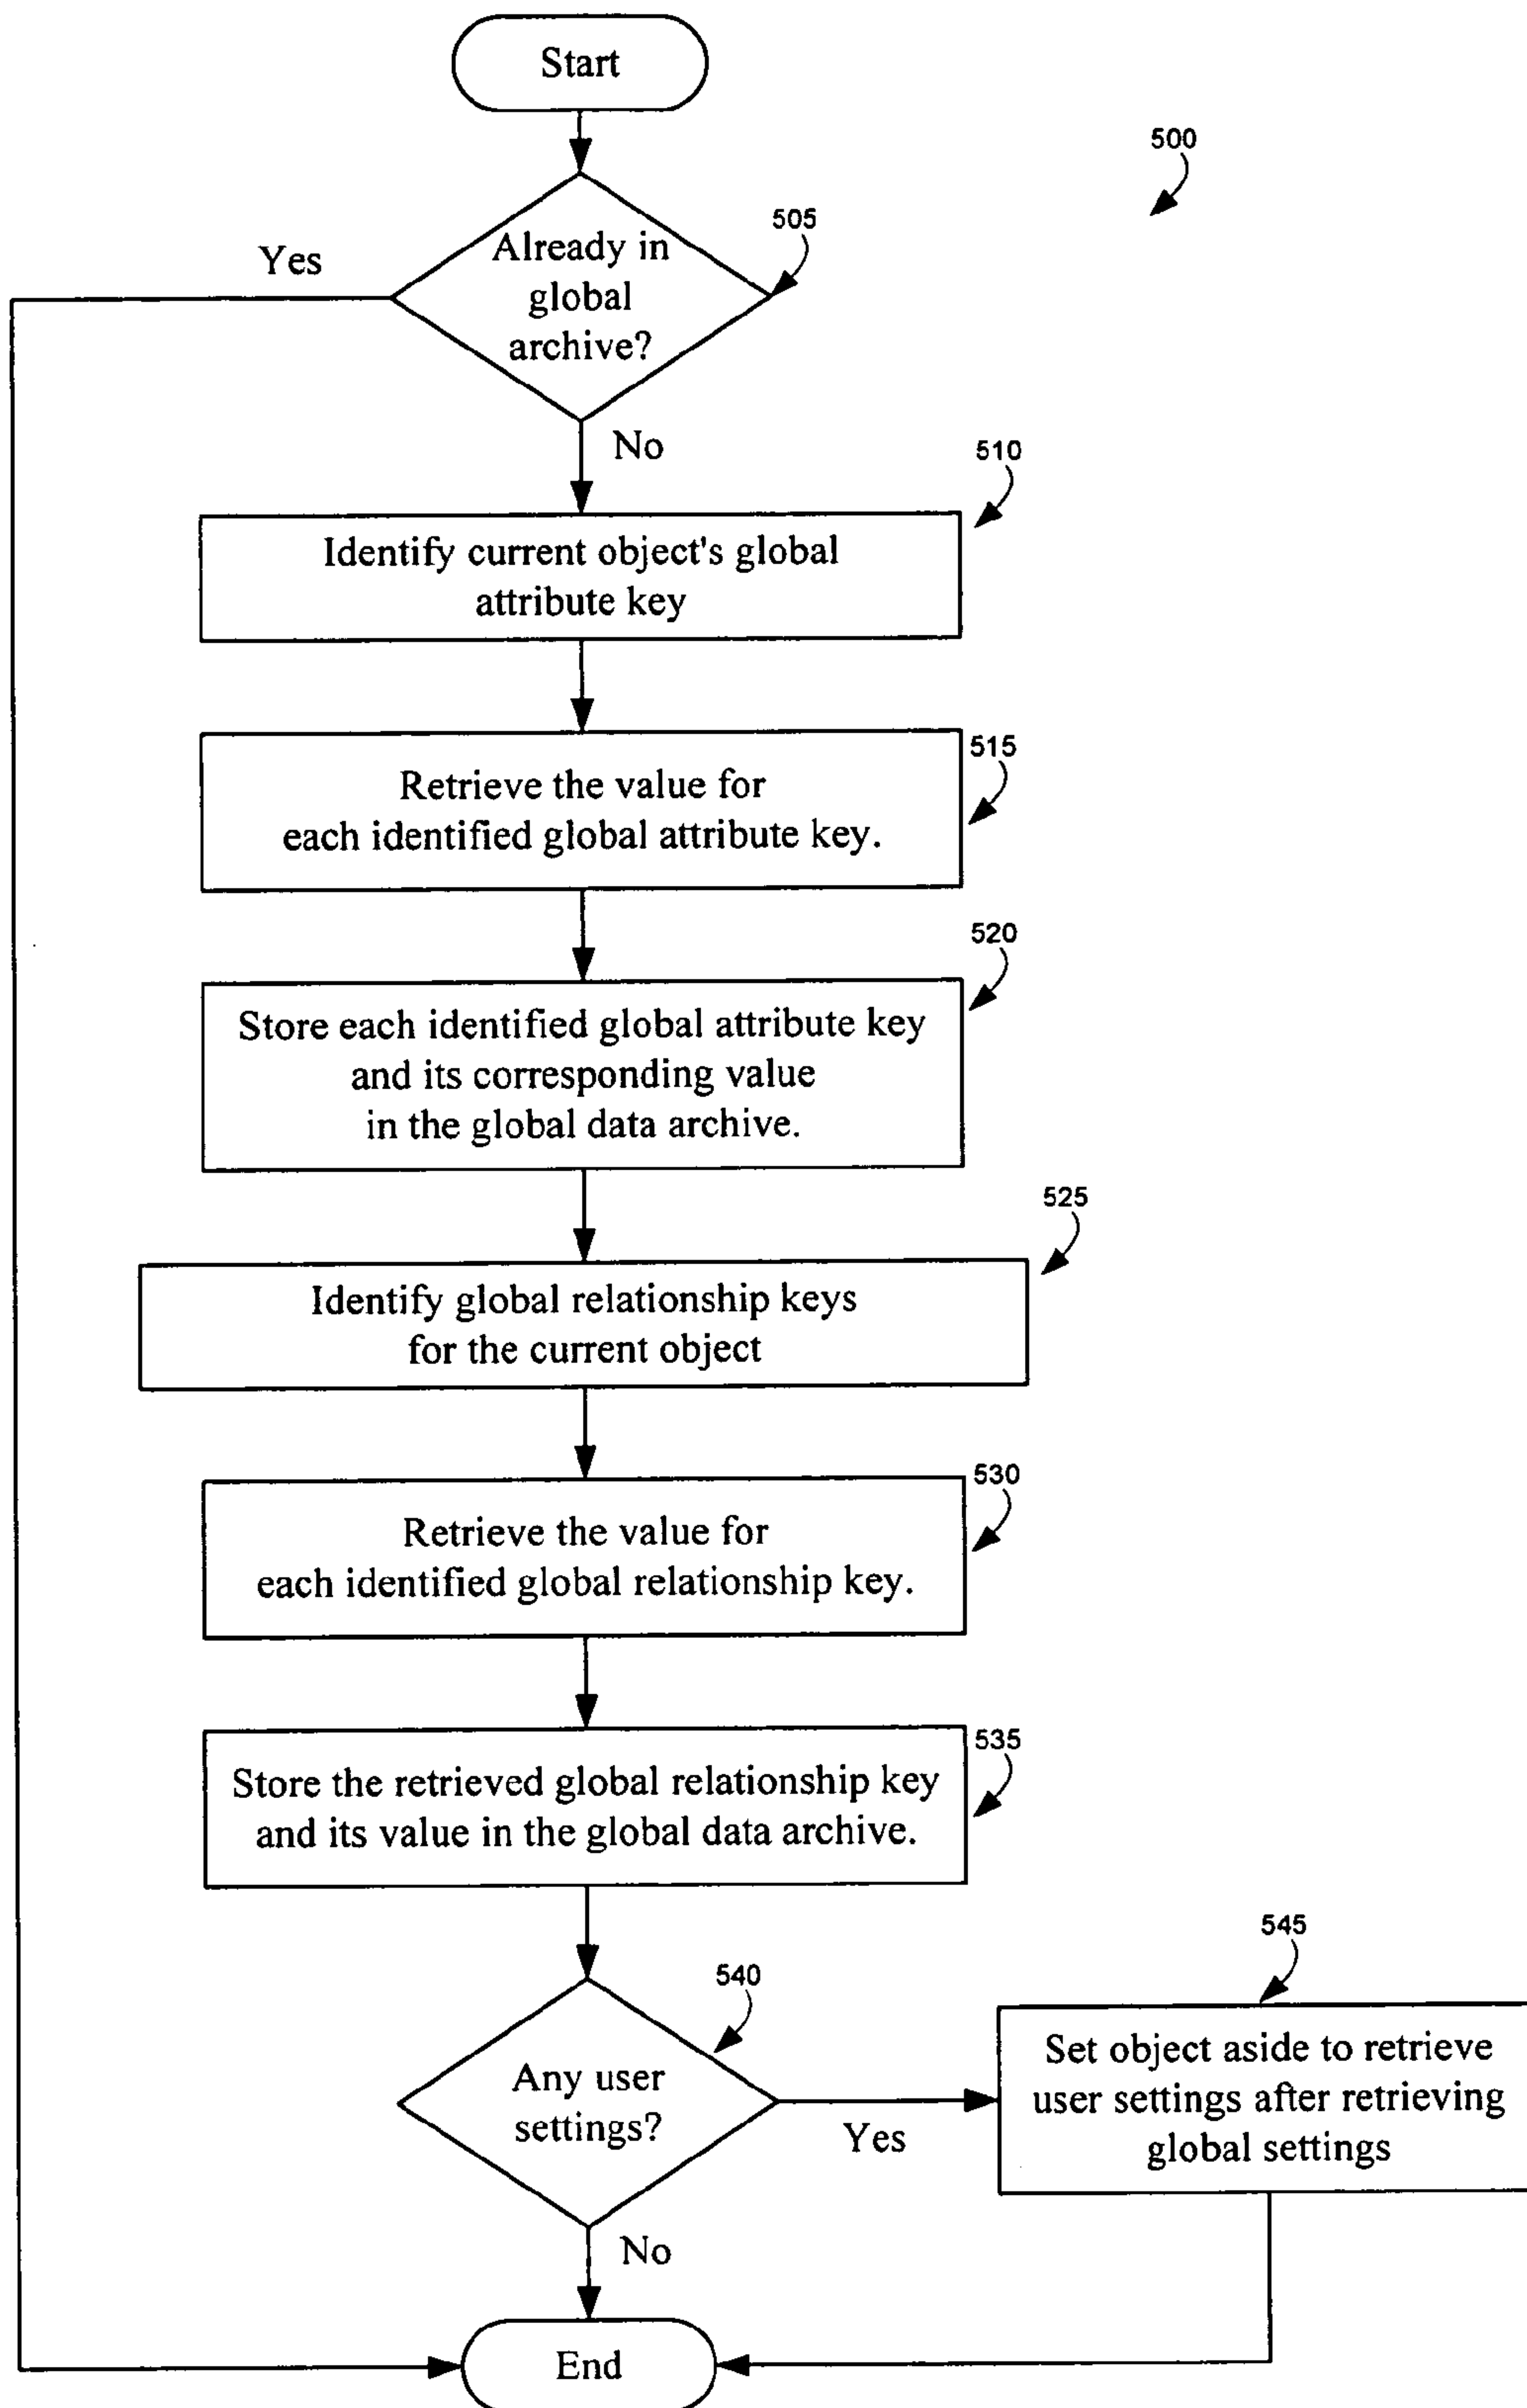 Start
500
505
Already in
global
archive?
Yes
No
510
Identify current object's global
attribute key
515
Retrieve the value for
each identified global attribute key.
520
Store each identified global attribute key
and its corresponding value
in the global data archive.
525
Identify global relationship keys
for the current object
530
Retrieve the value for
each identified global relationship key.
535
Store the retrieved global relationship key
and its value in the global data archive.
540
Any user
settings?
Yes
545
Set object aside to retrieve
user settings after retrieving
global settings
No
End